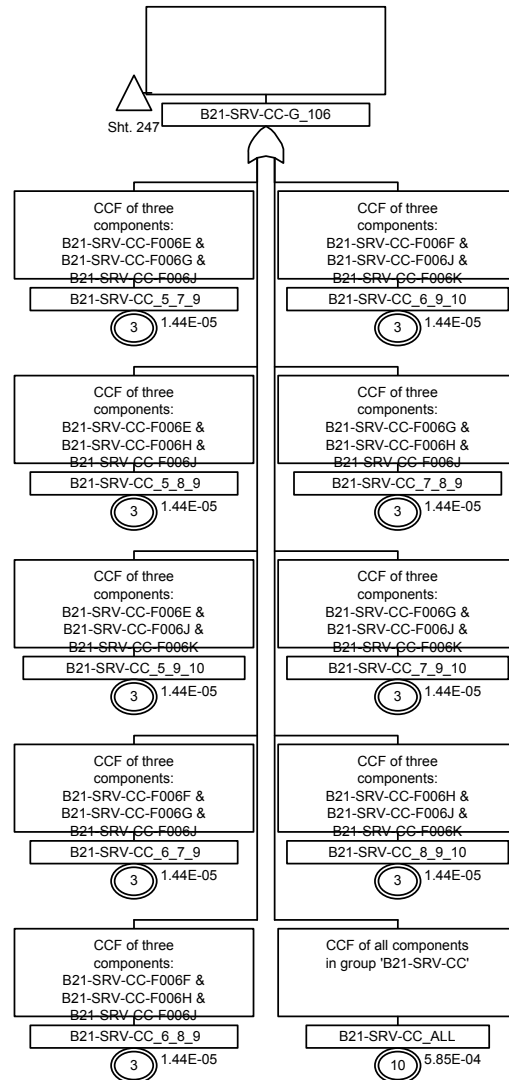 Sht. 247
B21-SRV-CC-G_106
CCF of three
components:
B21-SRV-CC-F006E &
B21-SRV-CC-F006G &
B21-SRV-CC-F006J
B21-SRV-CC_5_7_9
3
1.44E-05
CCF of three
components:
B21-SRV-CC-F006F &
B21-SRV-CC-F006J &
B21-SRV-CC-F006K
B21-SRV-CC_6_9_10
3
1.44E-05
CCF of three
components:
B21-SRV-CC-F006E &
B21-SRV-CC-F006H &
B21-SRV-CC-F006J
B21-SRV-CC_5_8_9
3
1.44E-05
CCF of three
components:
B21-SRV-CC-F006G &
B21-SRV-CC-F006H &
B21-SRV-CC-F006J
B21-SRV-CC_7_8_9
3
1.44E-05
CCF of three
components:
B21-SRV-CC-F006E &
B21-SRV-CC-F006J &
B21-SRV-CC-F006K
B21-SRV-CC_5_9_10
3
1.44E-05
CCF of three
components:
B21-SRV-CC-F006G &
B21-SRV-CC-F006J &
B21-SRV-CC-F006K
B21-SRV-CC_7_9_10
3
1.44E-05
CCF of three
components:
B21-SRV-CC-F006F &
B21-SRV-CC-F006G &
B21-SRV-CC-F006J
B21-SRV-CC_6_7_9
3
1.44E-05
CCF of three
components:
B21-SRV-CC-F006H &
B21-SRV-CC-F006J &
B21-SRV-CC-F006K
B21-SRV-CC_8_9_10
3
1.44E-05
CCF of three
components:
B21-SRV-CC-F006F &
B21-SRV-CC-F006H &
B21-SRV-CC-F006J
B21-SRV-CC_6_8_9
3
1.44E-05
CCF of all components
in group 'B21-SRV-CC'
B21-SRV-CC_ALL
10
5.85E-04